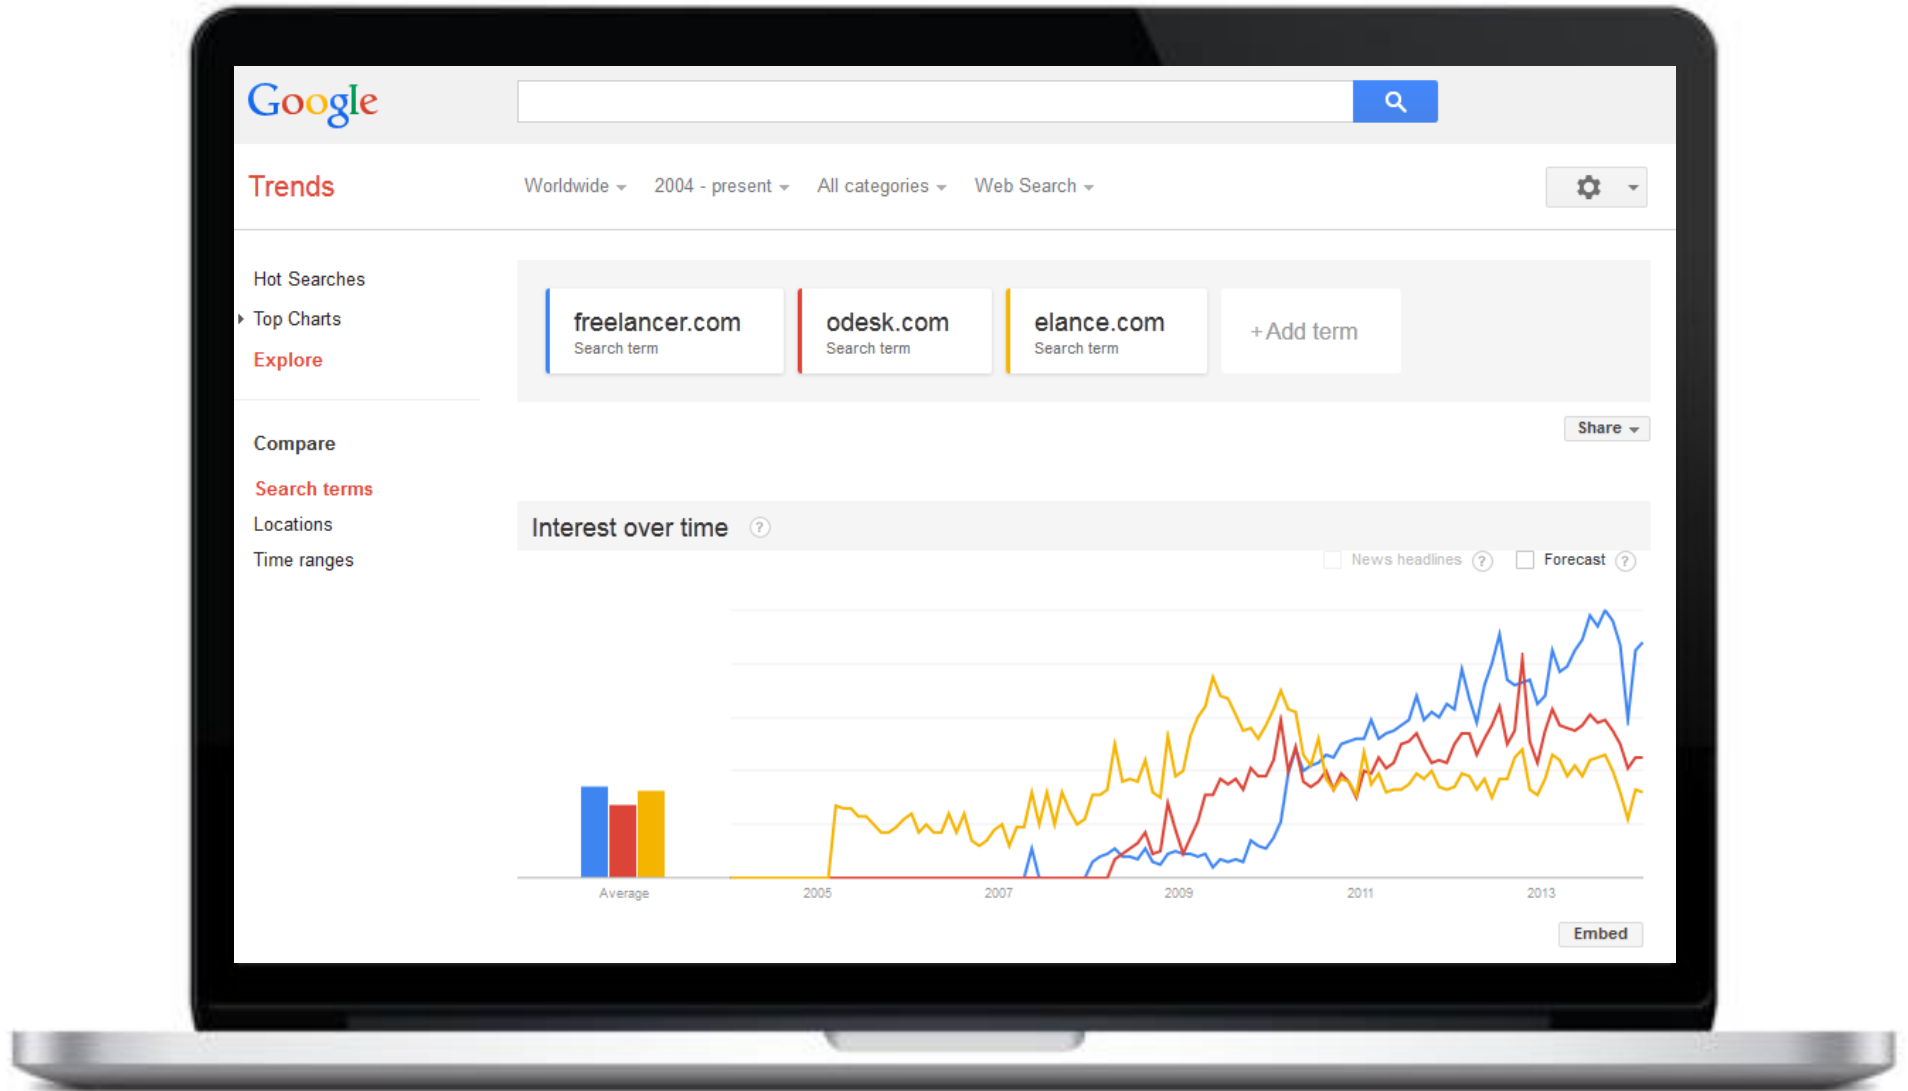 Google
Trends
Worldwide 2004 - present All categories Web Search
Hot Searches
Top Charts
Explore
Compare
Search terms
Locations
Time ranges
freelancer.com
Search term
odesk.com
Search term
elance.com
Search term
+Add term
Share
Interest over time ?
News headlines ? Forecast ?
Average 2005 2007 2009 2011 2013
Embed